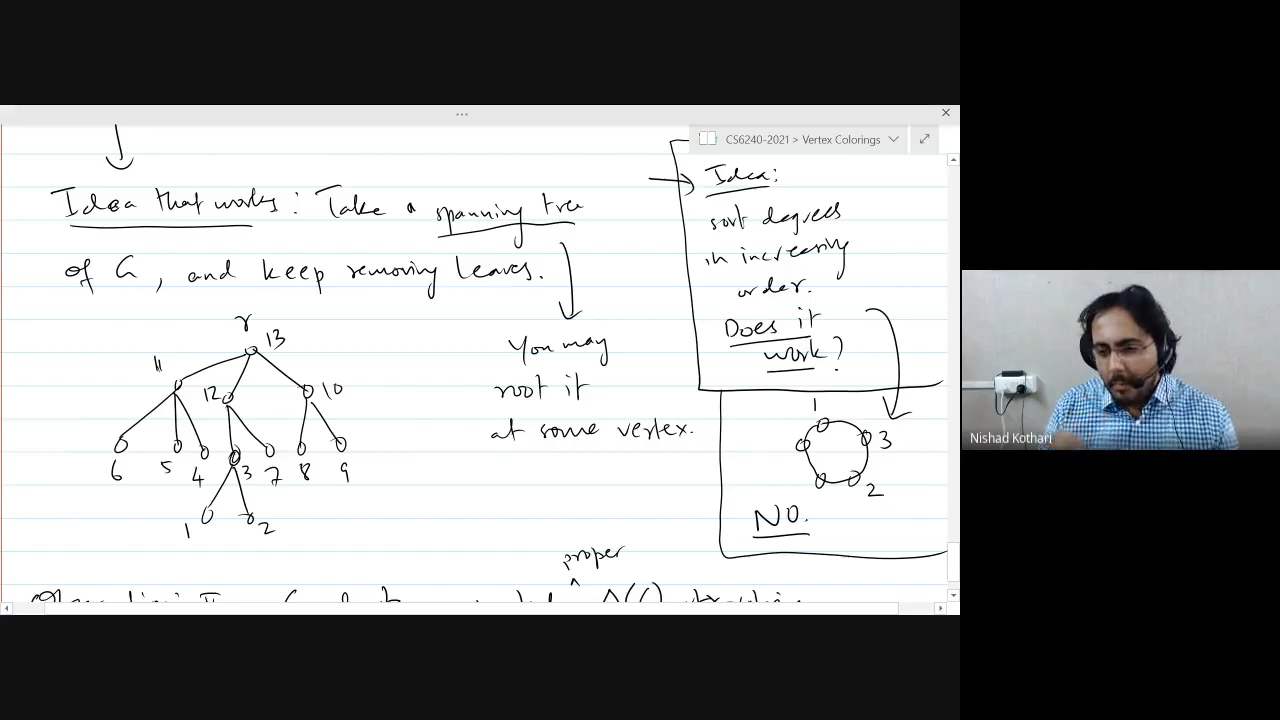 CS6240-2021 > Vertex Colorings
Idea that works: Take a spanning tree
of G, and keep removing leaves.
You may
root it
at some vertex.
r
13
11
12
10
6
5
4
3
7
8
9
1
2
Idea:
sort degrees
in increasing
order.
Does it
work?
1
3
2
NO.
proper
^
Δ(G)
Nishad Kothari